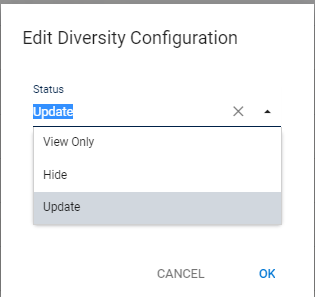 Edit Diversity Configuration
Status
Update
View Only
Hide
Update
CANCEL OK